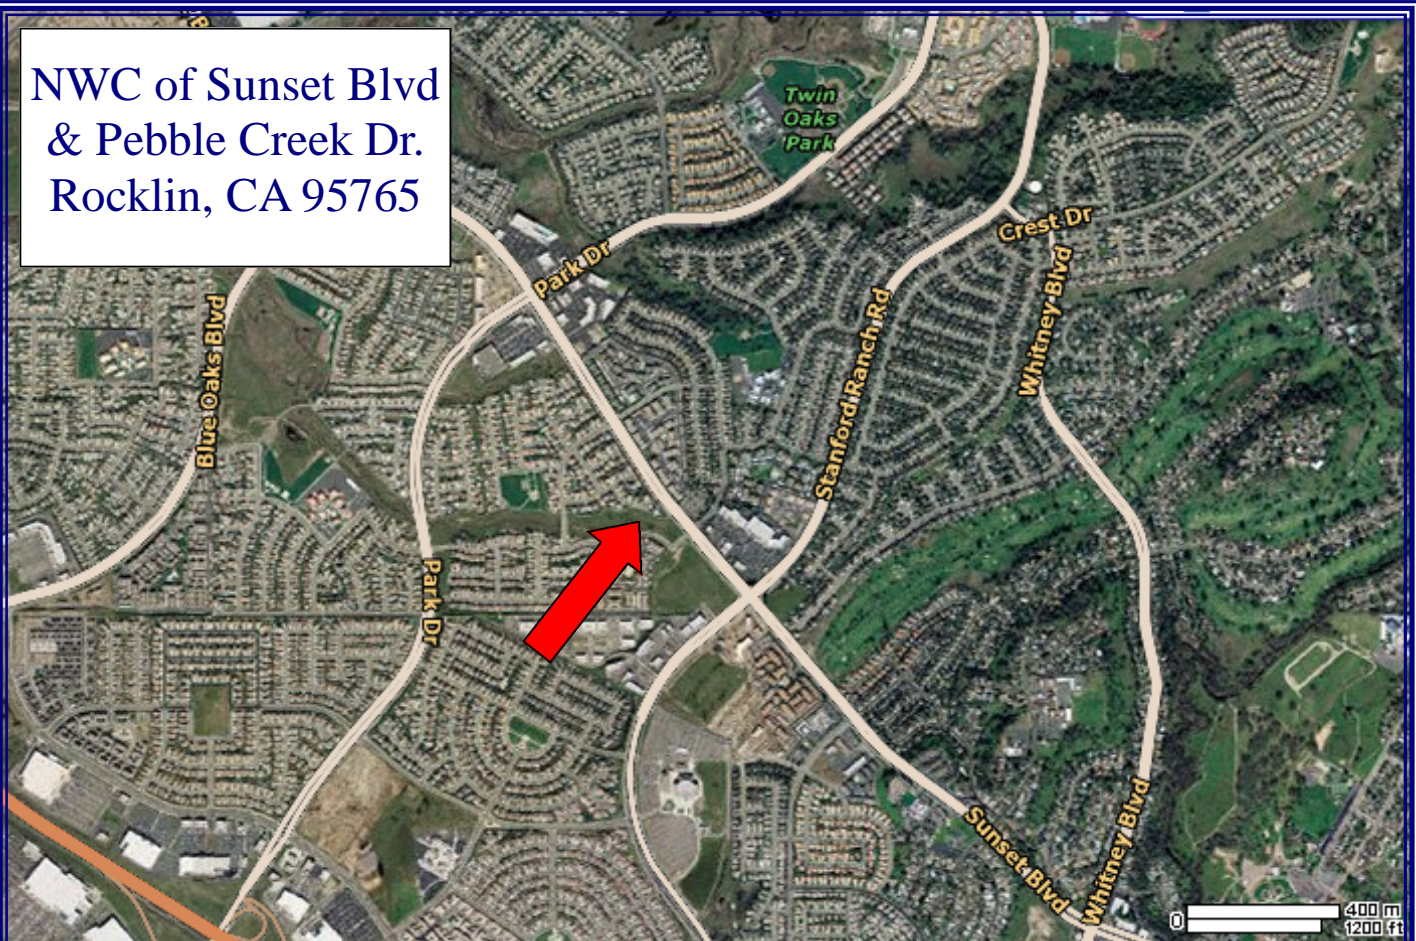 NWC of Sunset Blvd
& Pebble Creek Dr.
Rocklin, CA 95765
Twin
Oaks
Park
Crest Dr
Park Dr
Whitney Blvd
Blue Oaks Blvd
Stanford Ranch Rd
Park Dr
Sunset Blvd
Whitney Blvd
0
400 m
1200 ft